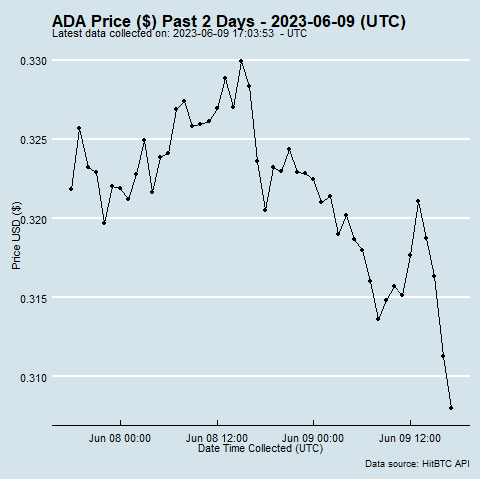 ADA Price ($) Past 2 Days - 2023-06-09 (UTC)
Latest data collected on: 2023-06-09 17:03:53 - UTC
0.330
0.325
0.320
0.315
0.310
Price USD ($)
Jun 08 00:00 Jun 08 12:00 Jun 09 00:00 Jun 09 12:00
Date Time Collected (UTC)
Data source: HitBTC API